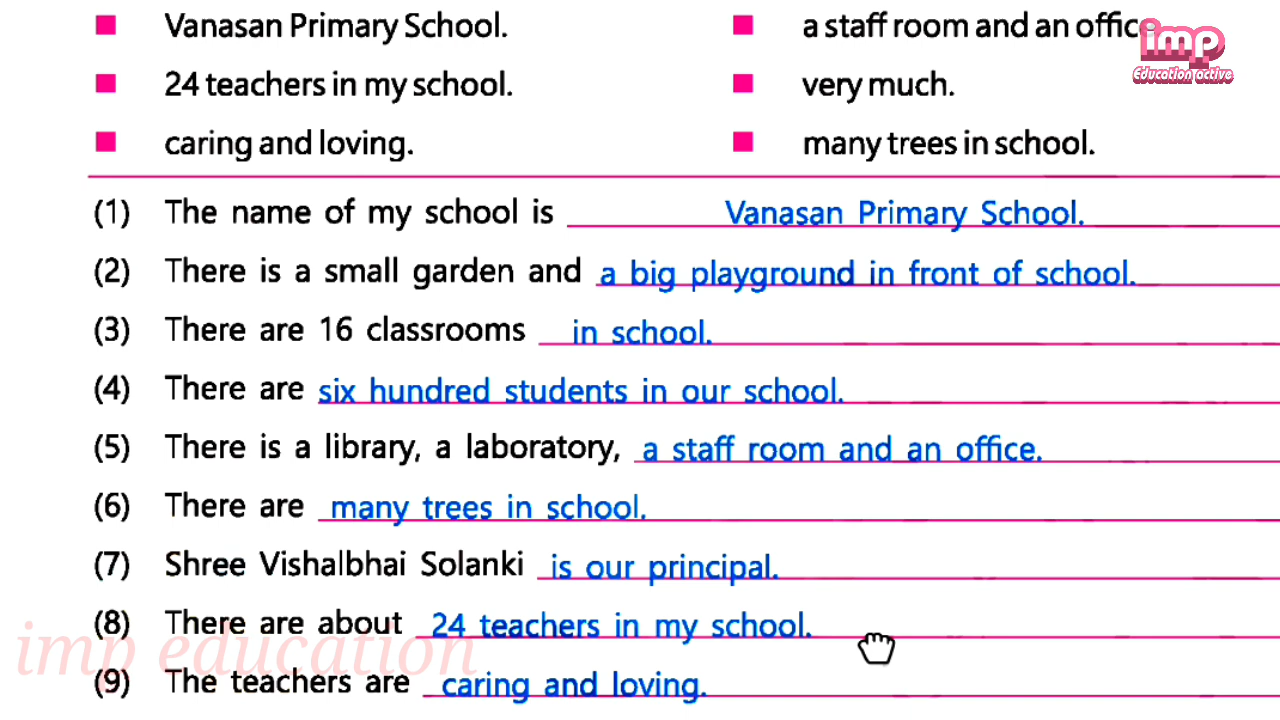 ■ Vanasan Primary School. ■ a staff room and an office
imp
Education active
■ 24 teachers in my school. ■ very much.
■ caring and loving. ■ many trees in school.
(1) The name of my school is Vanasan Primary School.
(2) There is a small garden and a big playground in front of school.
(3) There are 16 classrooms in school.
(4) There are six hundred students in our school.
(5) There is a library, a laboratory, a staff room and an office.
(6) There are many trees in school.
(7) Shree Vishalbhai Solanki is our principal.
(8) There are about 24 teachers in my school.
imp education
(9) The teachers are caring and loving.